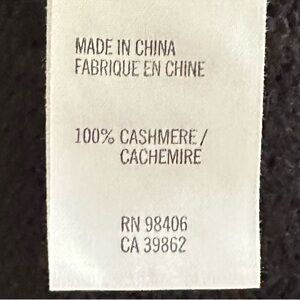 MADE IN CHINA
FABRIQUE EN CHINE
100% CASHMERE/
CACHEMIRE
RN 98406
CA 39862